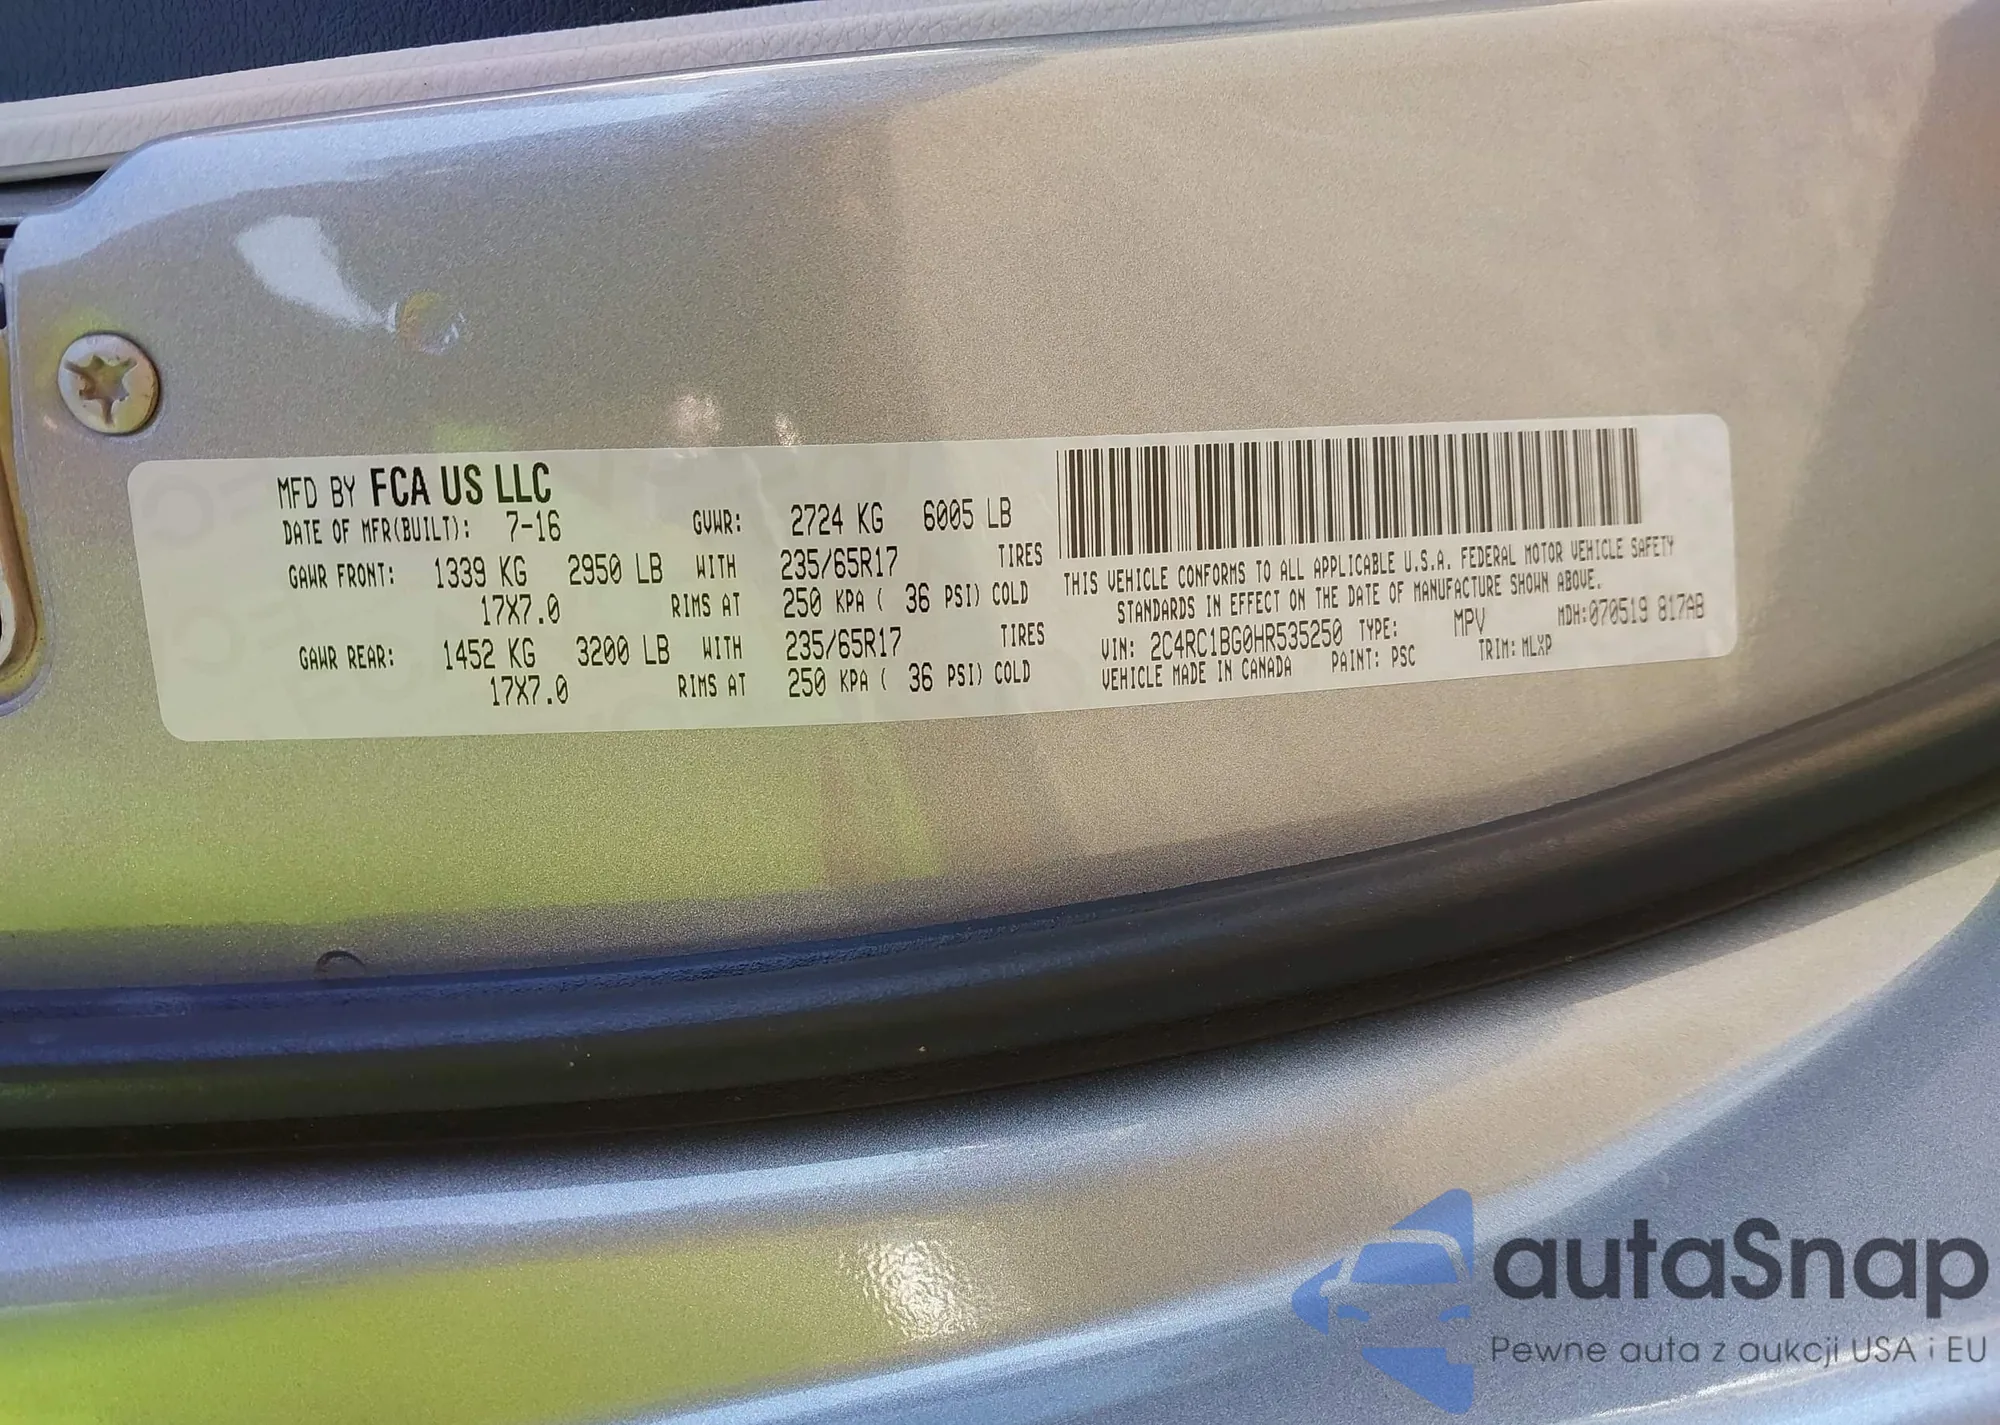 MFD BY FCA US LLC
DATE OF MFR(BUILT): 7-16 GVWR: 2724 KG 6005 LB
GAWR FRONT: 1339 KG 2950 LB WITH 235/65R17 TIRES
17X7.0 RIMS AT 250 KPA ( 36 PSI) COLD
GAWR REAR: 1452 KG 3200 LB WITH 235/65R17 TIRES
17X7.0 RIMS AT 250 KPA ( 36 PSI) COLD
THIS VEHICLE CONFORMS TO ALL APPLICABLE U.S.A. FEDERAL MOTOR VEHICLE SAFETY
STANDARDS IN EFFECT ON THE DATE OF MANUFACTURE SHOWN ABOVE.
VIN: 2C4RC1BG0HR535250 TYPE: MPV MDH:070519 817AB
VEHICLE MADE IN CANADA PAINT: PSC TRIM: MLXP
autaSnap
Pewne auta z aukcji USA i EU